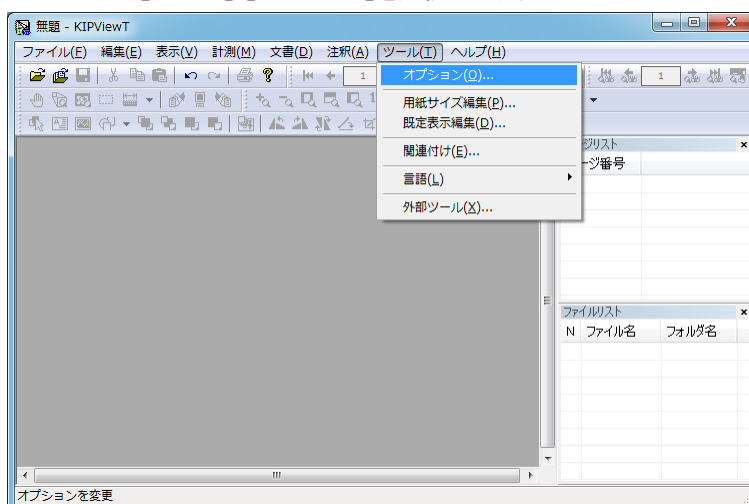 無題 - KIPViewT
ファイル(F) 編集(E) 表示(V) 計測(M) 文書(D) 注釈(A) ツール(T) ヘルプ(H)
1
オプション(O)...
1
用紙サイズ編集(P)...
既定表示編集(D)...
関連付け(E)...
言語(L)
外部ツール(X)...
ジリスト
ージ番号
ファイルリスト
N ファイル名 フォルダ名
オプションを変更